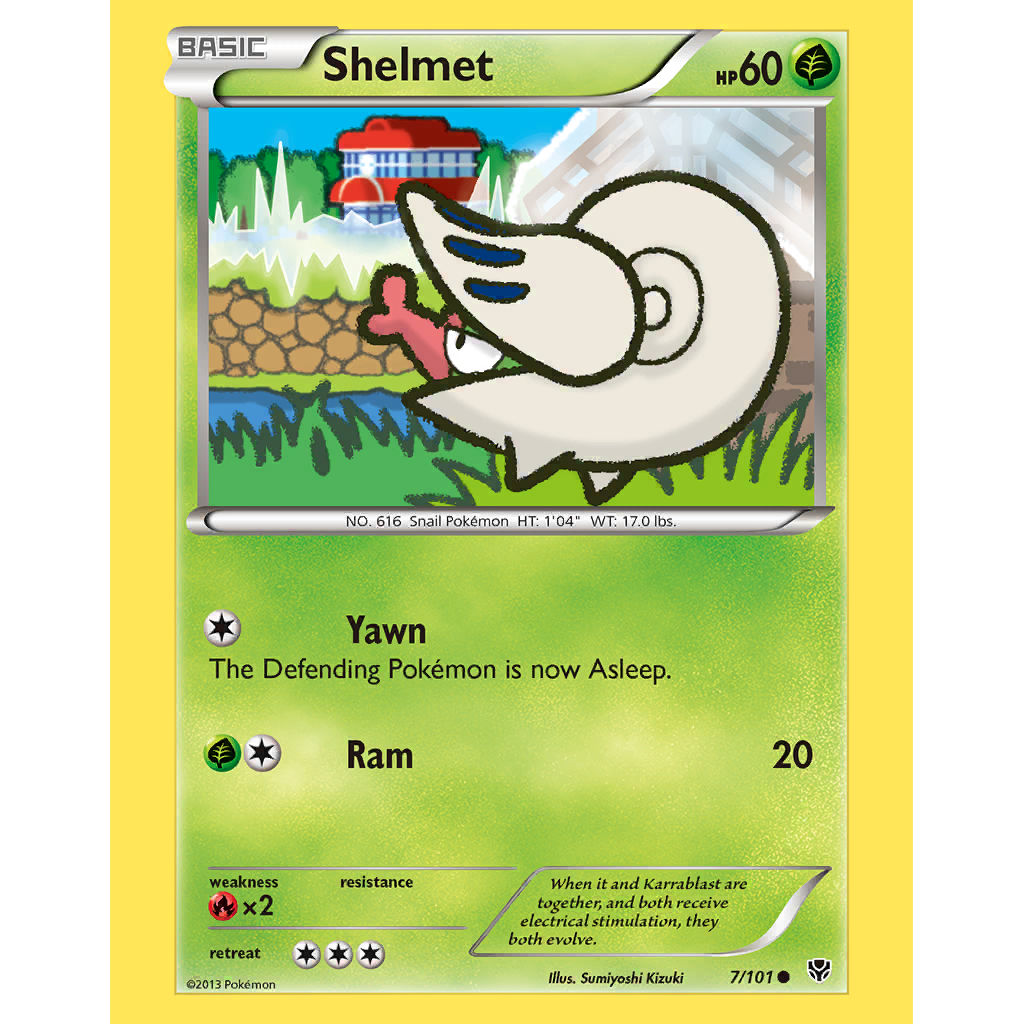 BASIC
Shelmet
HP60
NO. 616 Snail Pokémon HT: 1'04" WT: 17.0 lbs.
Yawn
The Defending Pokémon is now Asleep.
Ram 20
weakness resistance
×2
retreat
When it and Karrablast are
together, and both receive
electrical stimulation, they
both evolve.
Illus. Sumiyoshi Kizuki
7/101
©2013 Pokémon